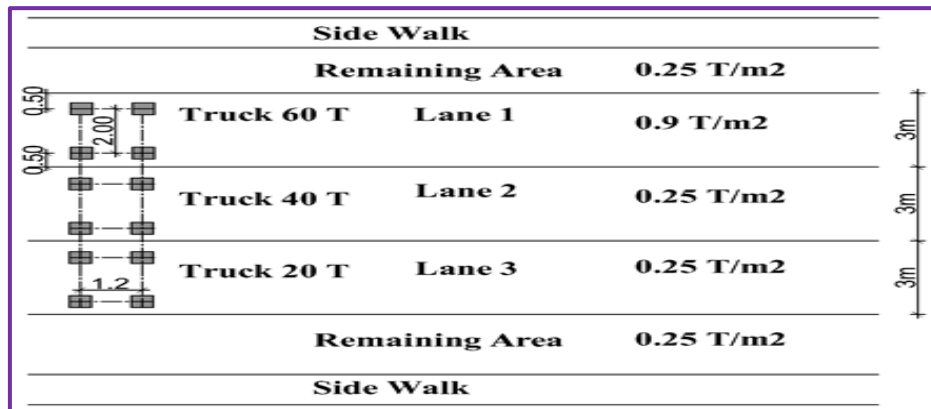 Side Walk
Remaining Area 0.25 T/m2
0.50
Truck 60 T Lane 1 0.9 T/m2
2.00
3m
0.50
Truck 40 T Lane 2 0.25 T/m2
3m
Truck 20 T Lane 3 0.25 T/m2
1.2
3m
Remaining Area 0.25 T/m2
Side Walk